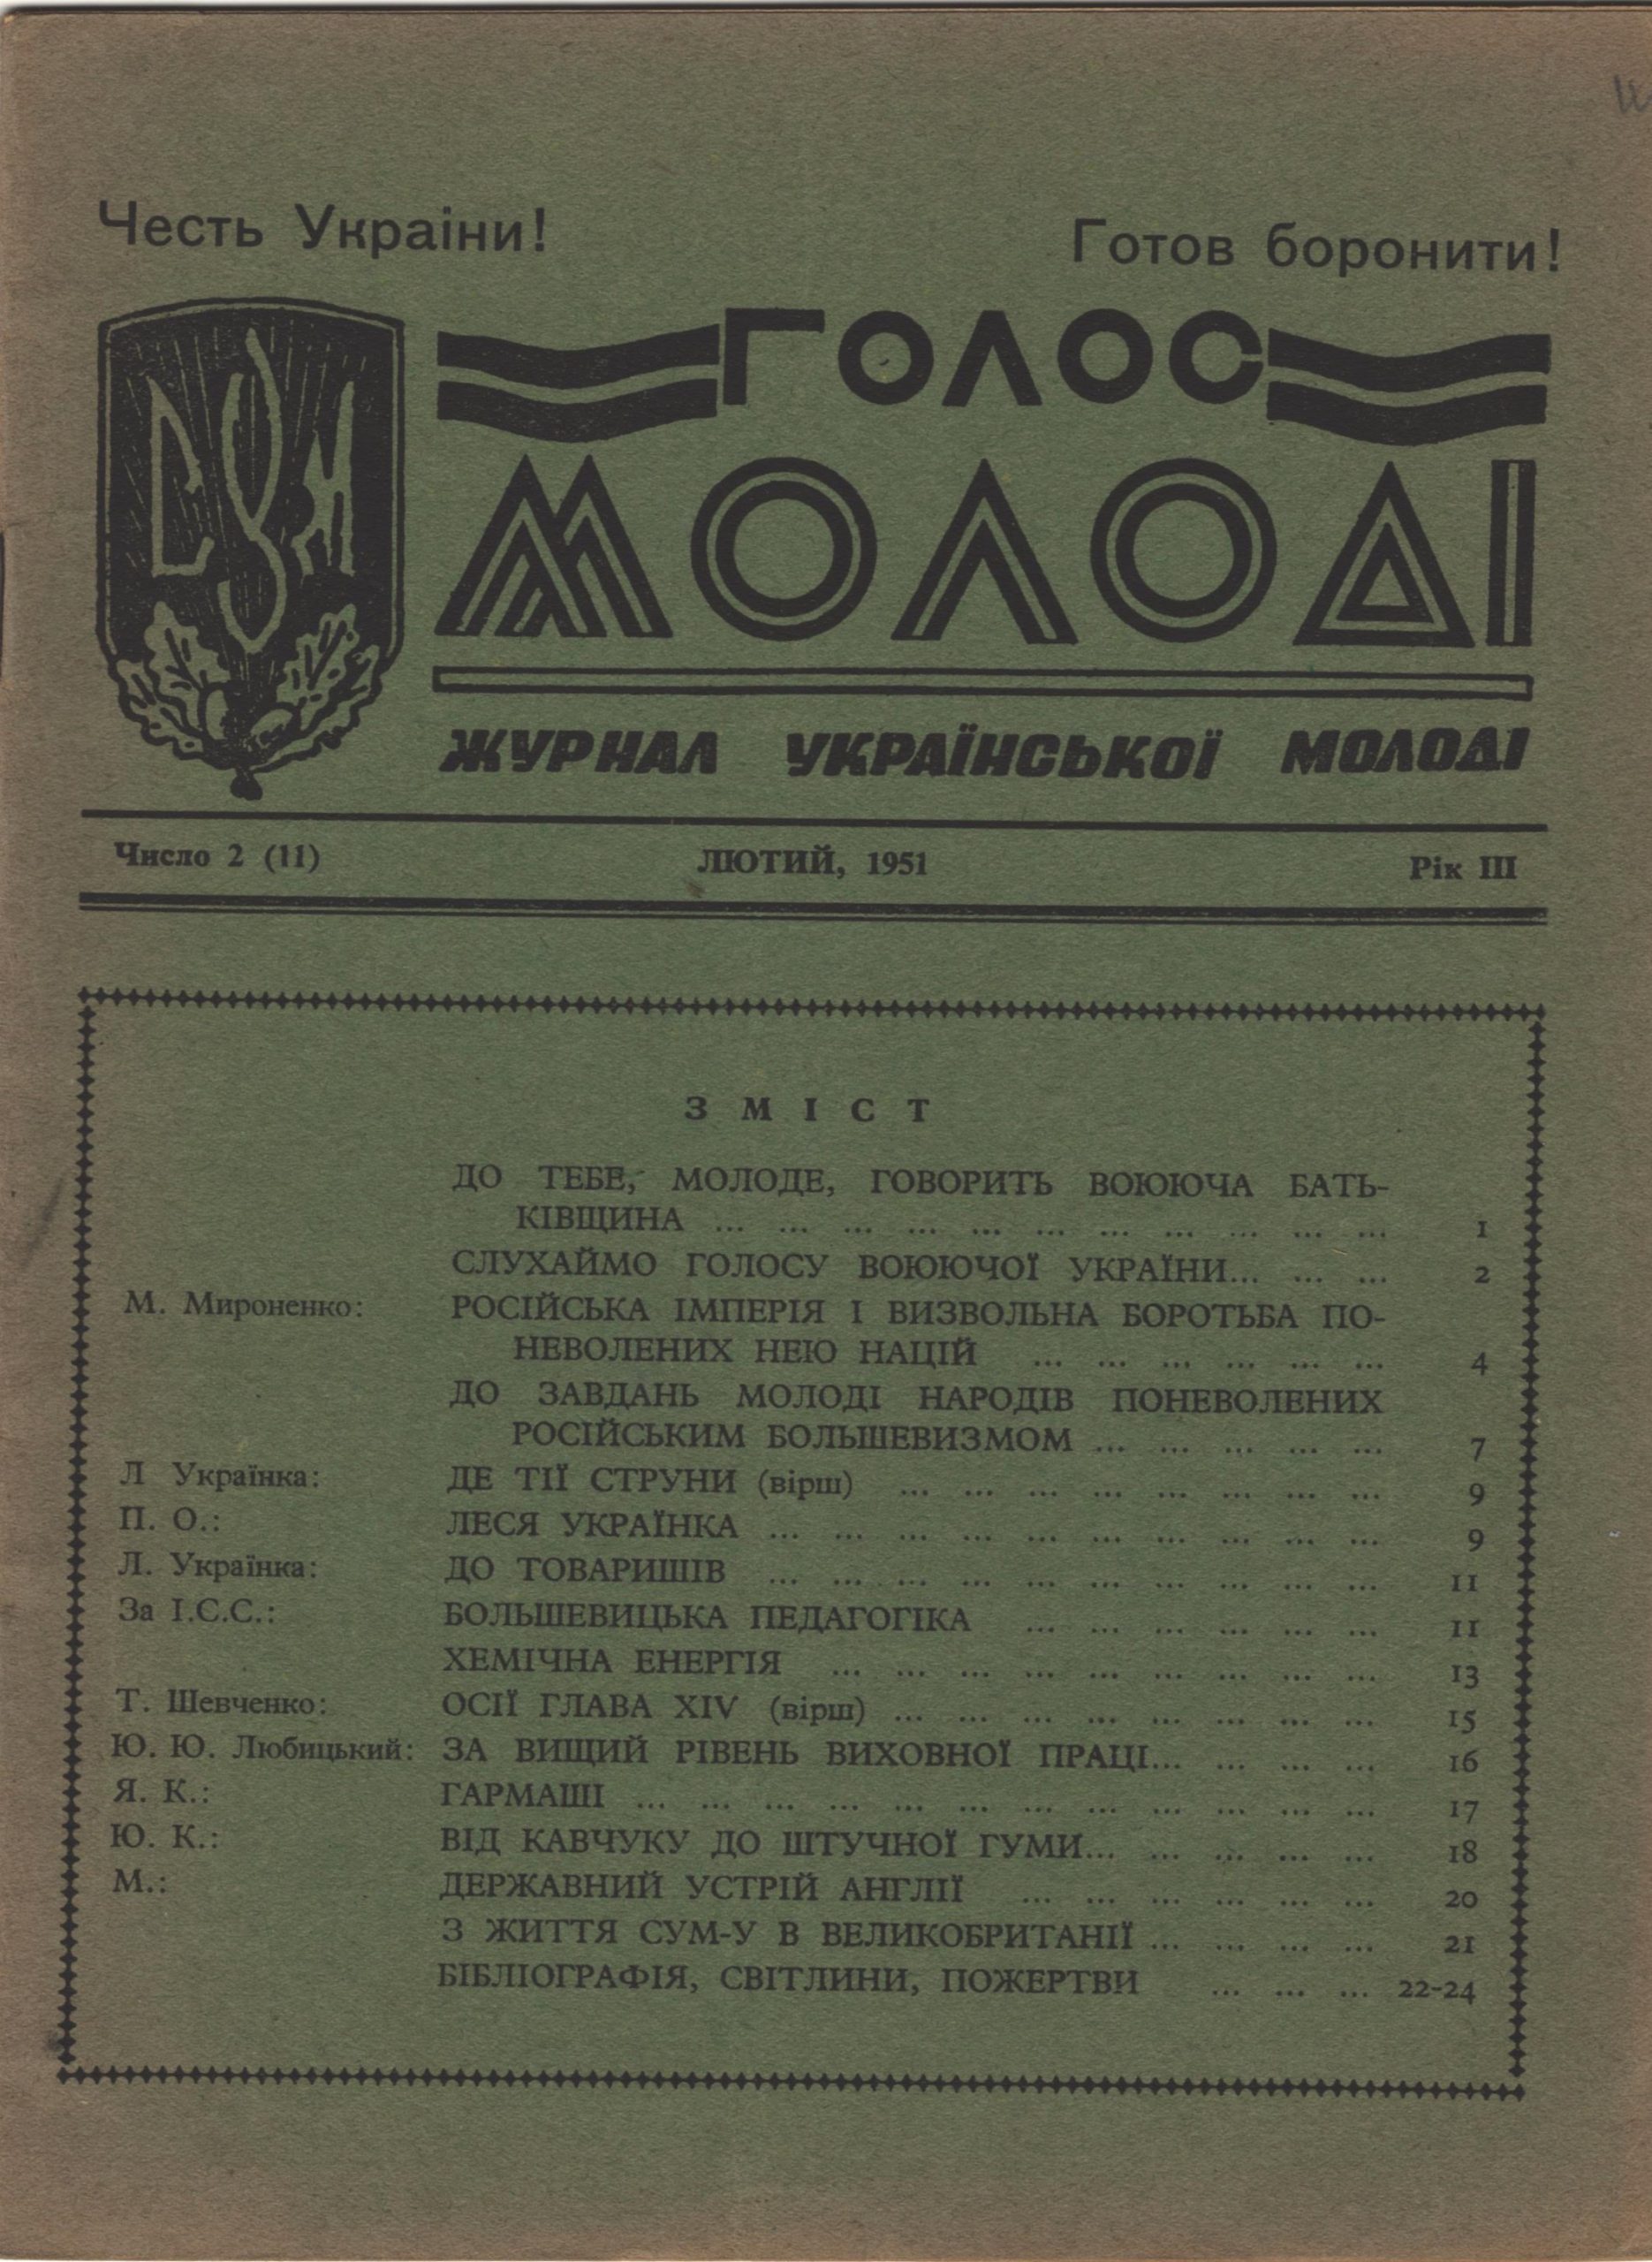 Честь Украіни!
Готов боронити!
СУМ
ГОЛОС
МОЛОДІ
ЖУРНАЛ УКРАЇНСЬКОЇ МОЛОДІ
Число 2 (11) ЛЮТИЙ, 1951 Рік III
ЗМІСТ
ДО ТЕБЕ, МОЛОДЕ, ГОВОРИТЬ ВОЮЮЧА БАТЬ-
КІВЩИНА ... ... ... ... ... ... ... ... ... ... ... 1
СЛУХАЙМО ГОЛОСУ ВОЮЮЧОЇ УКРАЇНИ... ... ... 2
М. Мироненко: РОСІЙСЬКА ІМПЕРІЯ І ВИЗВОЛЬНА БОРОТЬБА ПО-
НЕВОЛЕНИХ НЕЮ НАЦІЙ ... ... ... ... ... ... 4
ДО ЗАВДАНЬ МОЛОДІ НАРОДІВ ПОНЕВОЛЕНИХ
РОСІЙСЬКИМ БОЛЬШЕВИЗМОМ ... ... ... ... ... 7
Л Українка: ДЕ ТІЇ СТРУНИ (вірш) ... ... ... ... ... ... ... ... 9
П. О.: ЛЕСЯ УКРАЇНКА ... ... ... ... ... ... ... ... ... ... 9
Л. Українка: ДО ТОВАРИШІВ ... ... ... ... ... ... ... ... ... ... 11
За І.Є.С.: БОЛЬШЕВИЦЬКА ПЕДАГОГІКА ... ... ... ... ... ... 11
ХЕМІЧНА ЕНЕРГІЯ ... ... ... ... ... ... ... ... ... 13
Т. Шевченко: ОСІЇ ГЛАВА XIV (вірш) ... ... ... ... ... ... ... ... 15
Ю. Ю. Любицький: ЗА ВИЩИЙ РІВЕНЬ ВИХОВНОЇ ПРАЦІ... ... ... ... 16
Я. К.: ГАРМАШІ ... ... ... ... ... ... ... ... ... ... ... ... 17
Ю. К.: ВІД КАВЧУКУ ДО ШТУЧНОЇ ГУМИ... ... ... ... ... 18
М.: ДЕРЖАВНИЙ УСТРІЙ АНГЛІЇ ... ... ... ... ... ... 20
З ЖИТТЯ СУМ-У В ВЕЛИКОБРИТАНІЇ ... ... ... ... 21
БІБЛІОГРАФІЯ, СВІТЛИНИ, ПОЖЕРТВИ ... ... ... 22-24